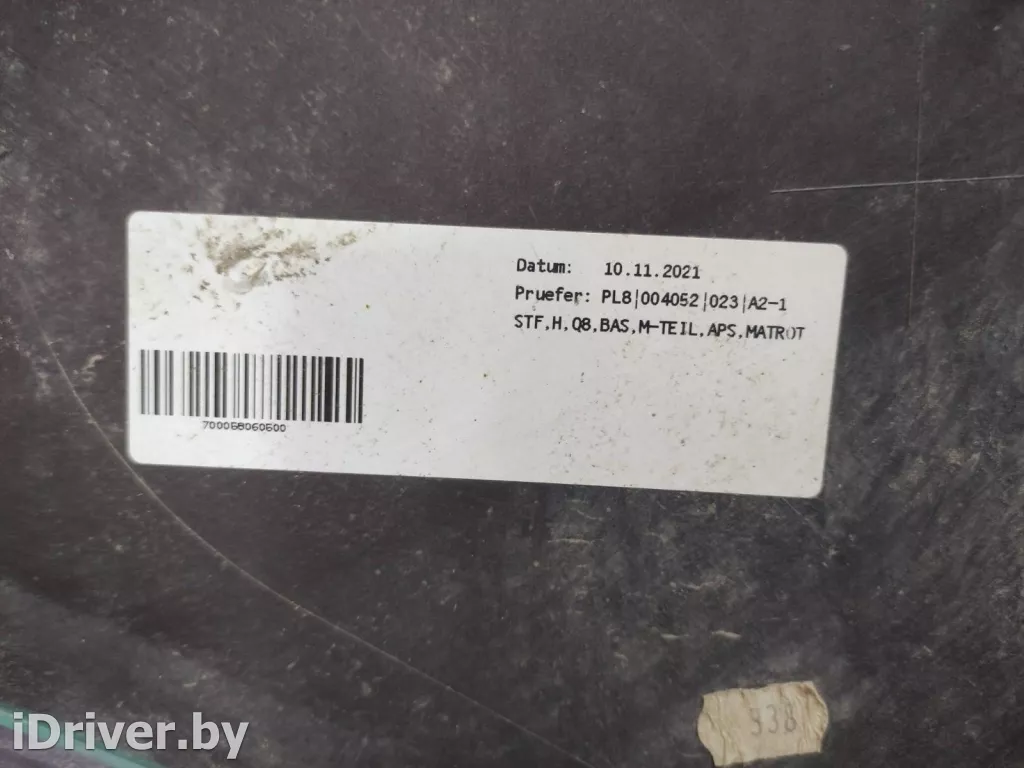 Datum: 10.11.2021
Pruefer: PL8|004052|023|A2-1
STF,H,Q8,BAS,M-TEIL,APS,MATROT
700058060500
938
iDriver.by